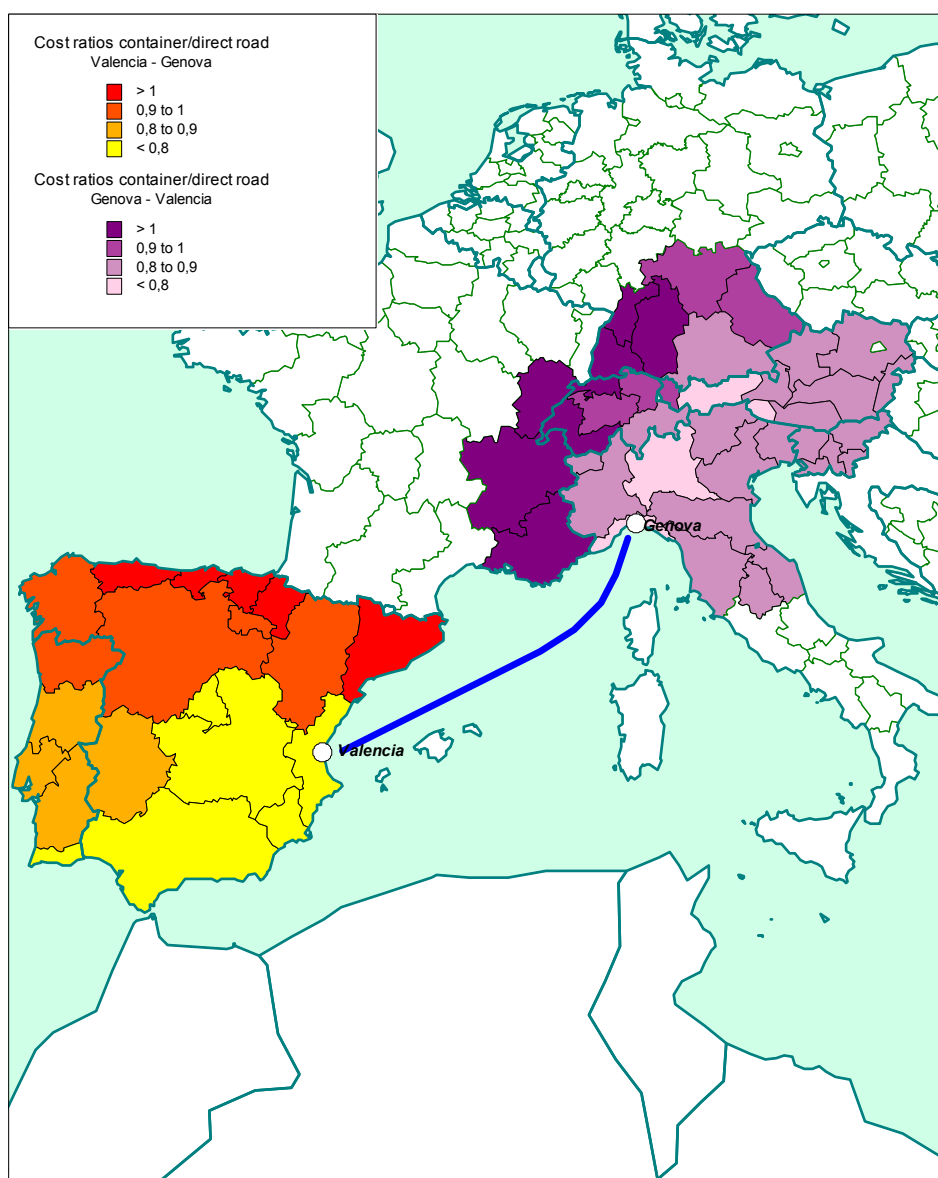 Cost ratios container/direct road
Valencia - Genova
> 1
0,9 to 1
0,8 to 0,9
< 0,8
Cost ratios container/direct road
Genova - Valencia
> 1
0,9 to 1
0,8 to 0,9
< 0,8
Genova
Valencia